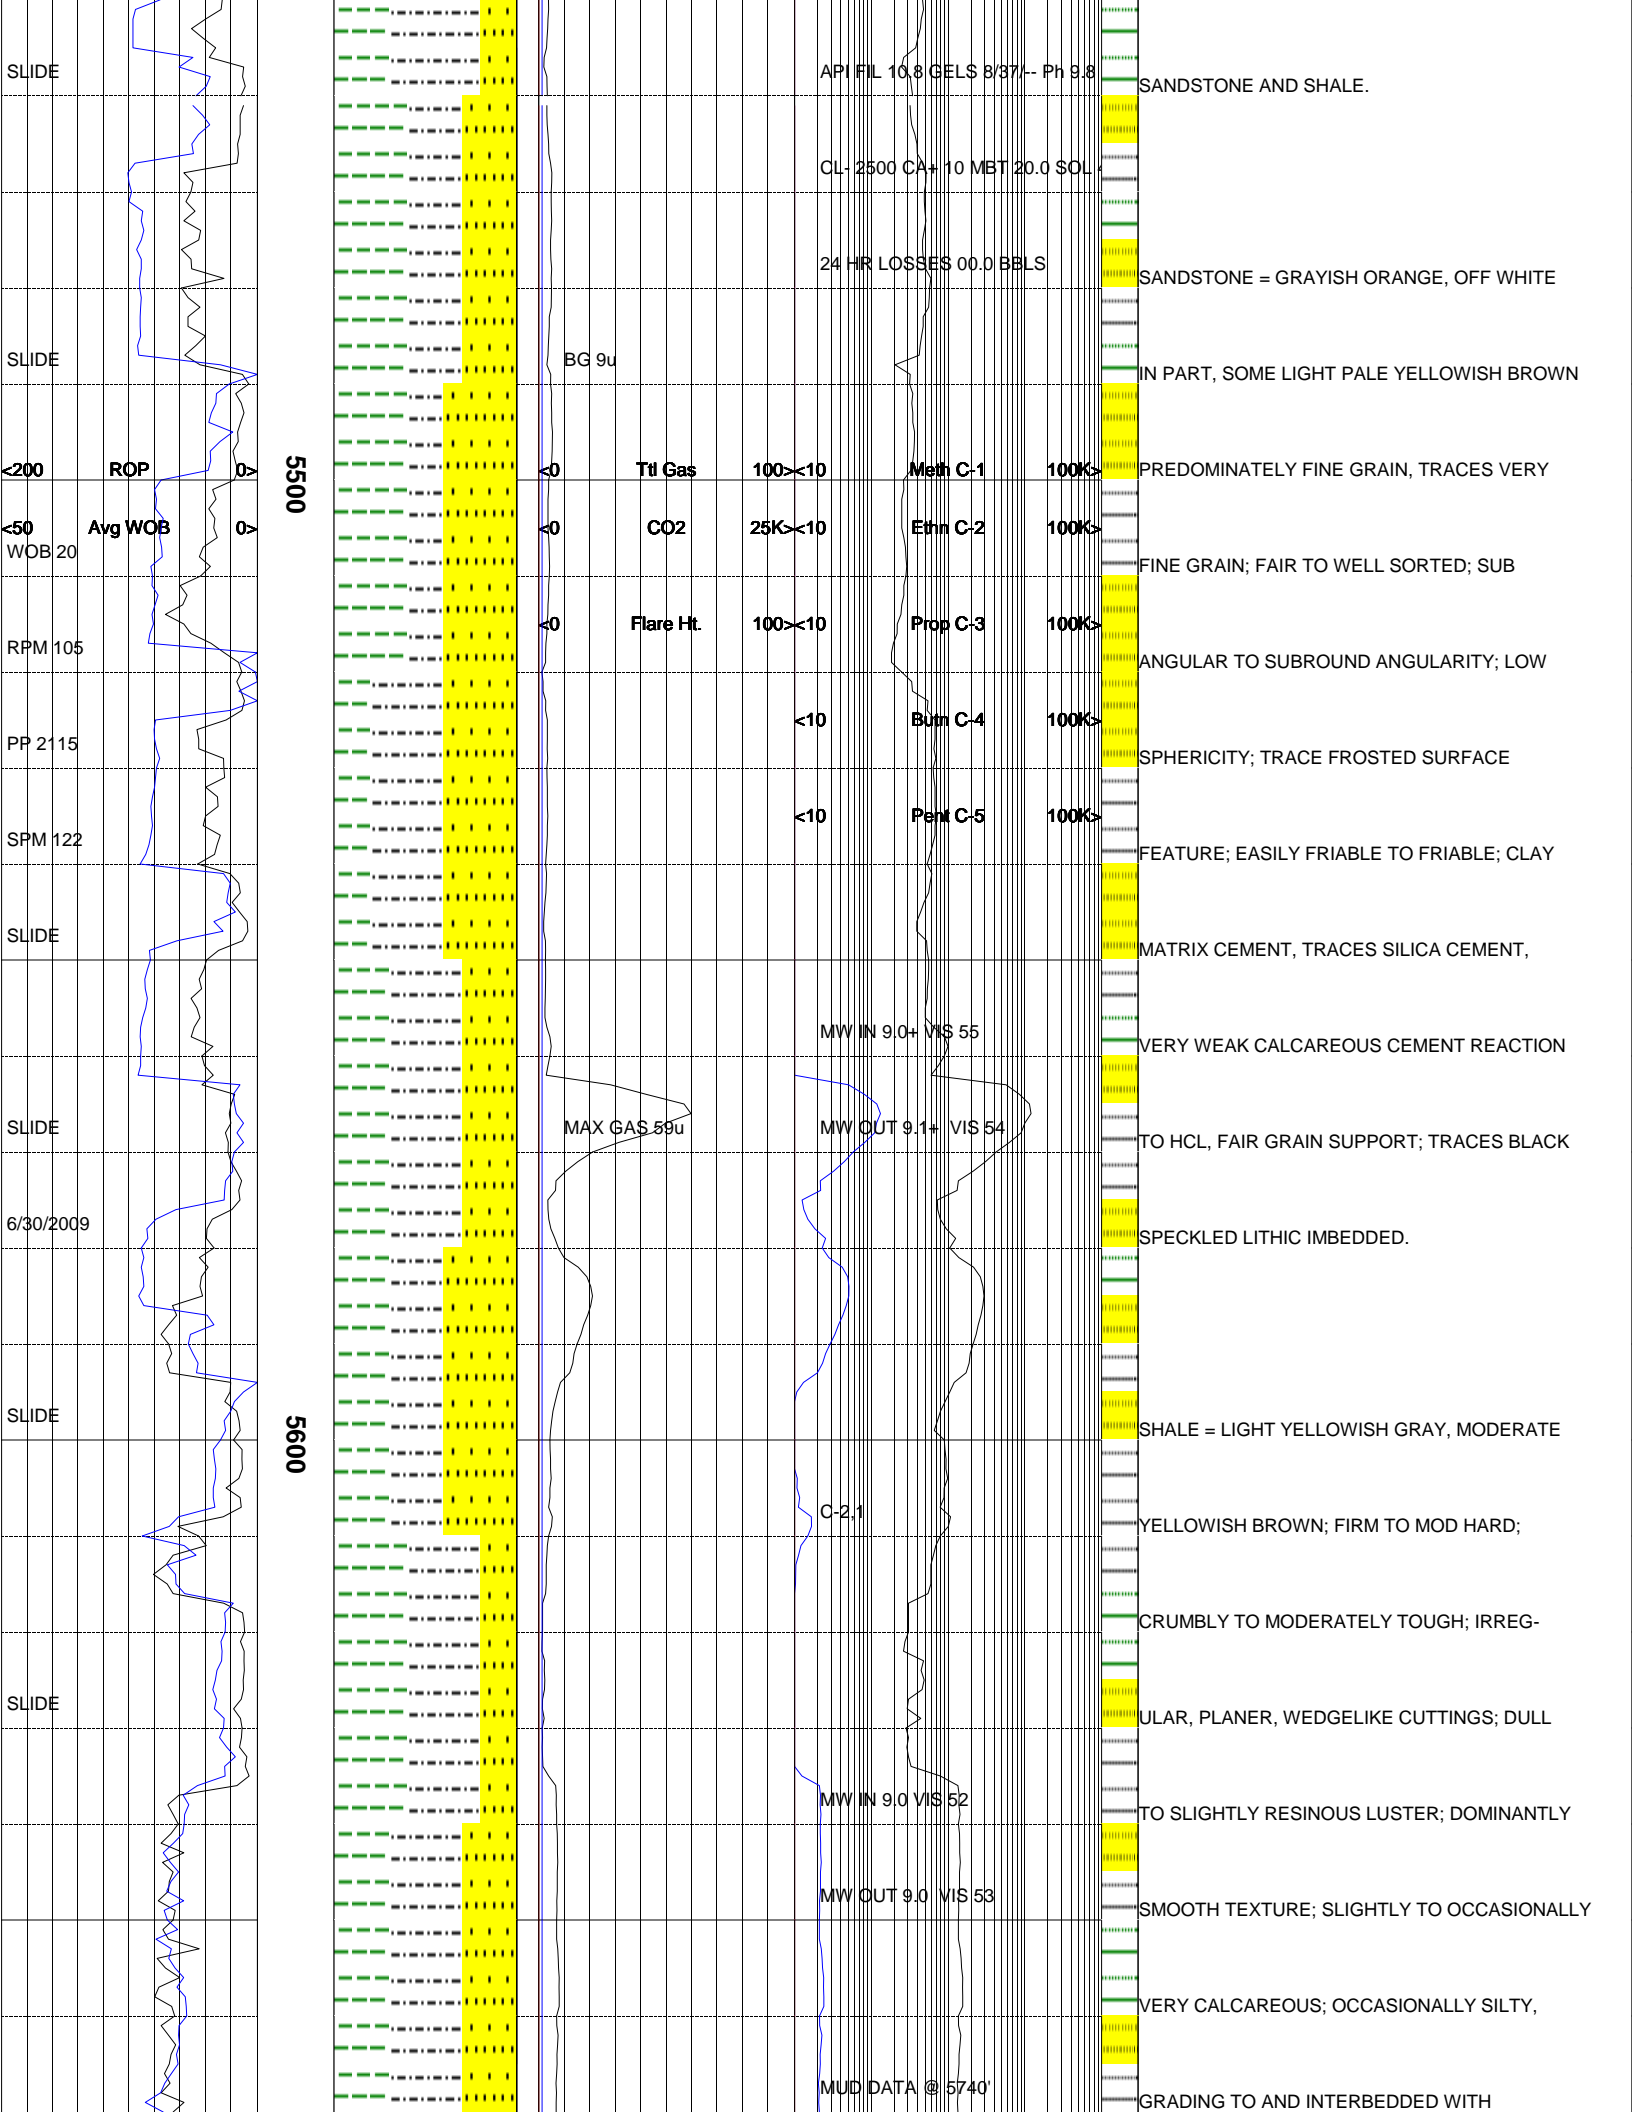 SLIDE
API FIL 10.8 GELS 8/37/-- Ph 9.8
SANDSTONE AND SHALE.
CL- 2500 CA+ 10 MBT 20.0 SOL
24 HR LOSSES 00.0 BBLS
SANDSTONE = GRAYISH ORANGE, OFF WHITE
SLIDE
BG 9u
IN PART, SOME LIGHT PALE YELLOWISH BROWN
<200 ROP 0>
5500
<0 Ttl Gas 100>
<10 Meth C-1 100K>
PREDOMINATELY FINE GRAIN, TRACES VERY
<50 Avg WOB 0>
<0 CO2 25K>
<10 Ethn C-2 100K>
WOB 20
FINE GRAIN; FAIR TO WELL SORTED; SUB
<0 Flare Ht. 100>
<10 Prop C-3 100K>
RPM 105
ANGULAR TO SUBROUND ANGULARITY; LOW
<10 Butn C-4 100K>
PP 2115
SPHERICITY; TRACE FROSTED SURFACE
<10 Pent C-5 100K>
SPM 122
FEATURE; EASILY FRIABLE TO FRIABLE; CLAY
SLIDE
MATRIX CEMENT, TRACES SILICA CEMENT,
MW IN 9.0+ VIS 55
VERY WEAK CALCAREOUS CEMENT REACTION
SLIDE
MAX GAS 59u
MW OUT 9.1+ VIS 54
TO HCL, FAIR GRAIN SUPPORT; TRACES BLACK
6/30/2009
SPECKLED LITHIC IMBEDDED.
SLIDE
5600
SHALE = LIGHT YELLOWISH GRAY, MODERATE
C-2,1
YELLOWISH BROWN; FIRM TO MOD HARD;
CRUMBLY TO MODERATELY TOUGH; IRREG-
SLIDE
ULAR, PLANER, WEDGELIKE CUTTINGS; DULL
MW IN 9.0 VIS 52
TO SLIGHTLY RESINOUS LUSTER; DOMINANTLY
MW OUT 9.0 VIS 53
SMOOTH TEXTURE; SLIGHTLY TO OCCASIONALLY
VERY CALCAREOUS; OCCASIONALLY SILTY,
MUD DATA @ 5740'
GRADING TO AND INTERBEDDED WITH